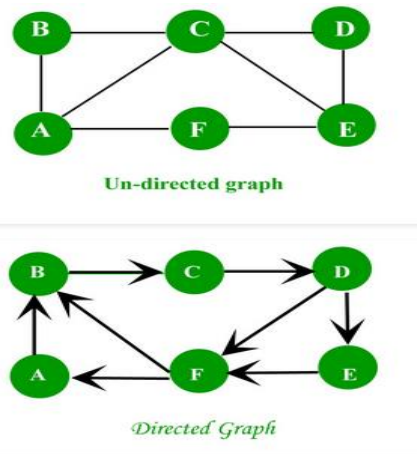 B C D
A F E
Un-directed graph
B C D
A F E
Directed Graph